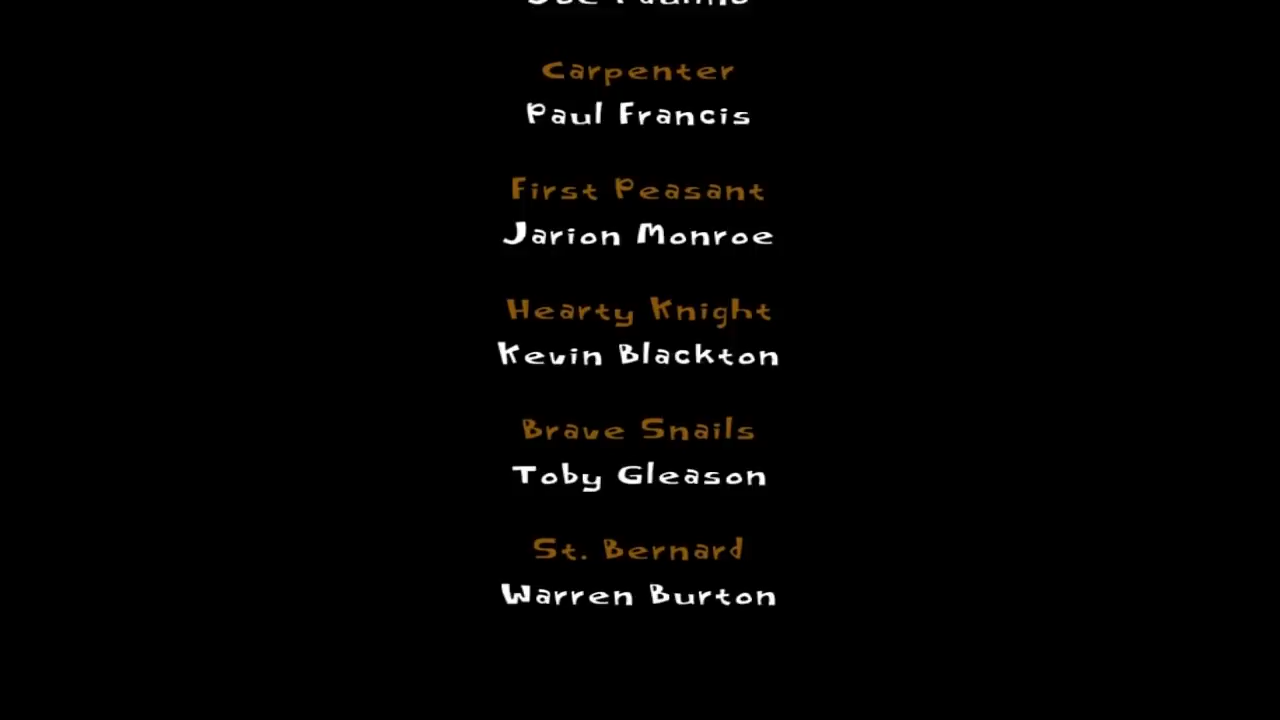 Carpenter
Paul Francis
First Peasant
Jarion Monroe
Hearty Knight
Kevin Blackton
Brave Snails
Toby Gleason
St. Bernard
Warren Burton